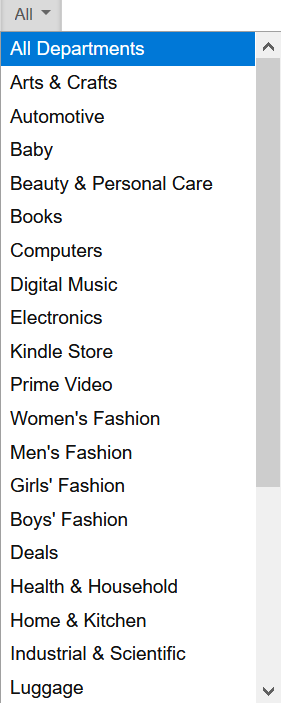 All
All Departments
Arts & Crafts
Automotive
Baby
Beauty & Personal Care
Books
Computers
Digital Music
Electronics
Kindle Store
Prime Video
Women's Fashion
Men's Fashion
Girls' Fashion
Boys' Fashion
Deals
Health & Household
Home & Kitchen
Industrial & Scientific
Luggage